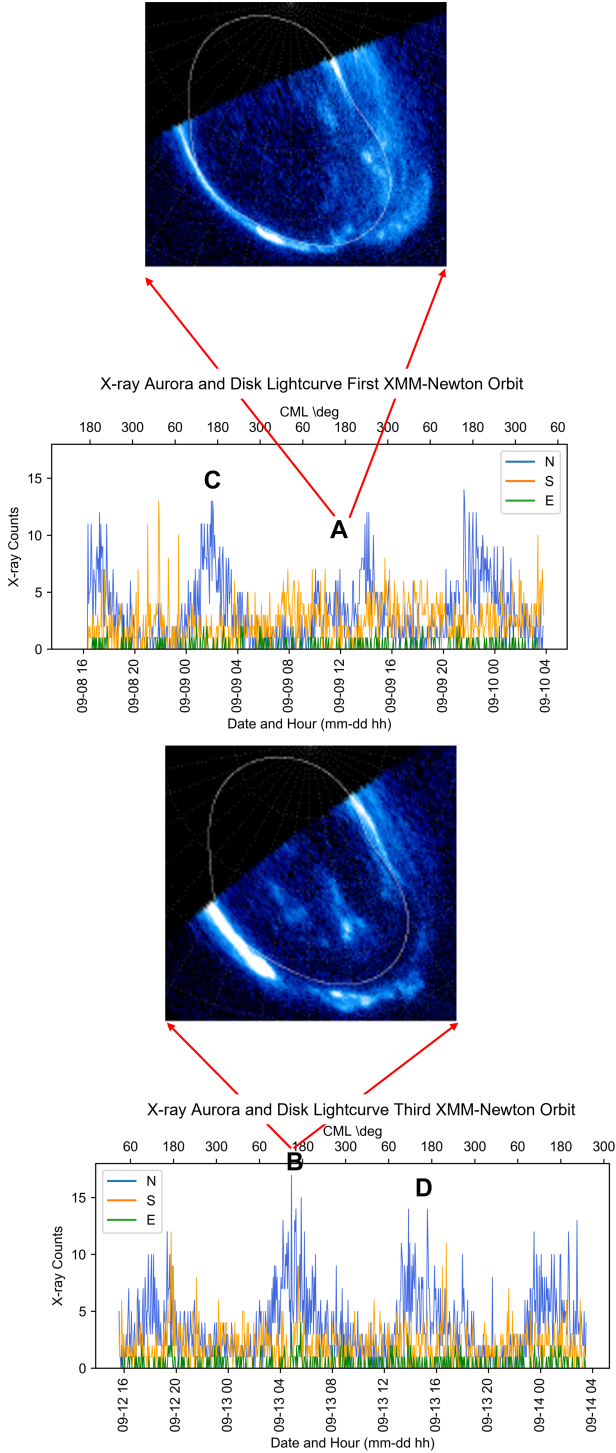 X-ray Aurora and Disk Lightcurve First XMM-Newton Orbit
CML \deg
180 300 60 180 300 60 180 300 60 180 300 60
C
A
N
S
E
X-ray Counts
15
10
5
0
09-08 16
09-08 20
09-09 00
09-09 04
09-09 08
09-09 12
09-09 16
09-09 20
09-10 00
09-10 04
Date and Hour (mm-dd hh)
X-ray Aurora and Disk Lightcurve Third XMM-Newton Orbit
CML \deg
60 180 300 60 180 300 60 180 300 60 180 300
B
D
N
S
E
X-ray Counts
15
10
5
0
09-12 16
09-12 20
09-13 00
09-13 04
09-13 08
09-13 12
09-13 16
09-13 20
09-14 00
09-14 04
Date and Hour (mm-dd hh)